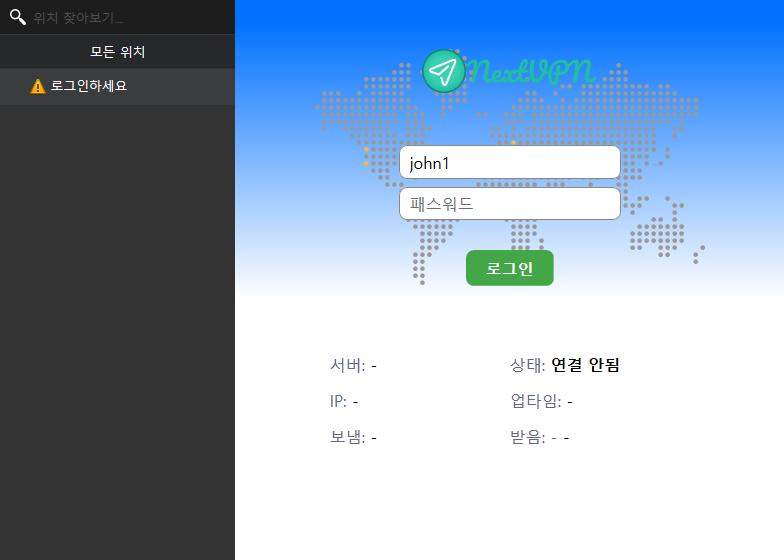 위치 찾아보기...
모든 위치
로그인하세요
Next.VPN
john1
패스워드
로그인
서버: - 상태: 연결 안됨
IP: - 업타임: -
보냄: - 받음: - -